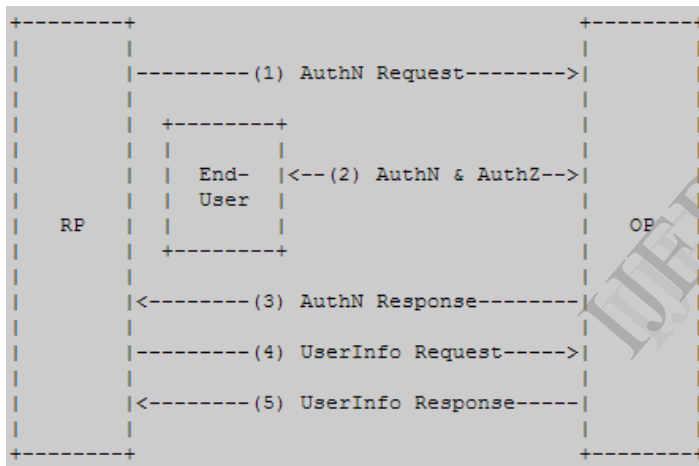 (1) AuthN Request
End-
(2) AuthN & AuthZ
User
RP
OP
(3) AuthN Response
(4) UserInfo Request
(5) UserInfo Response